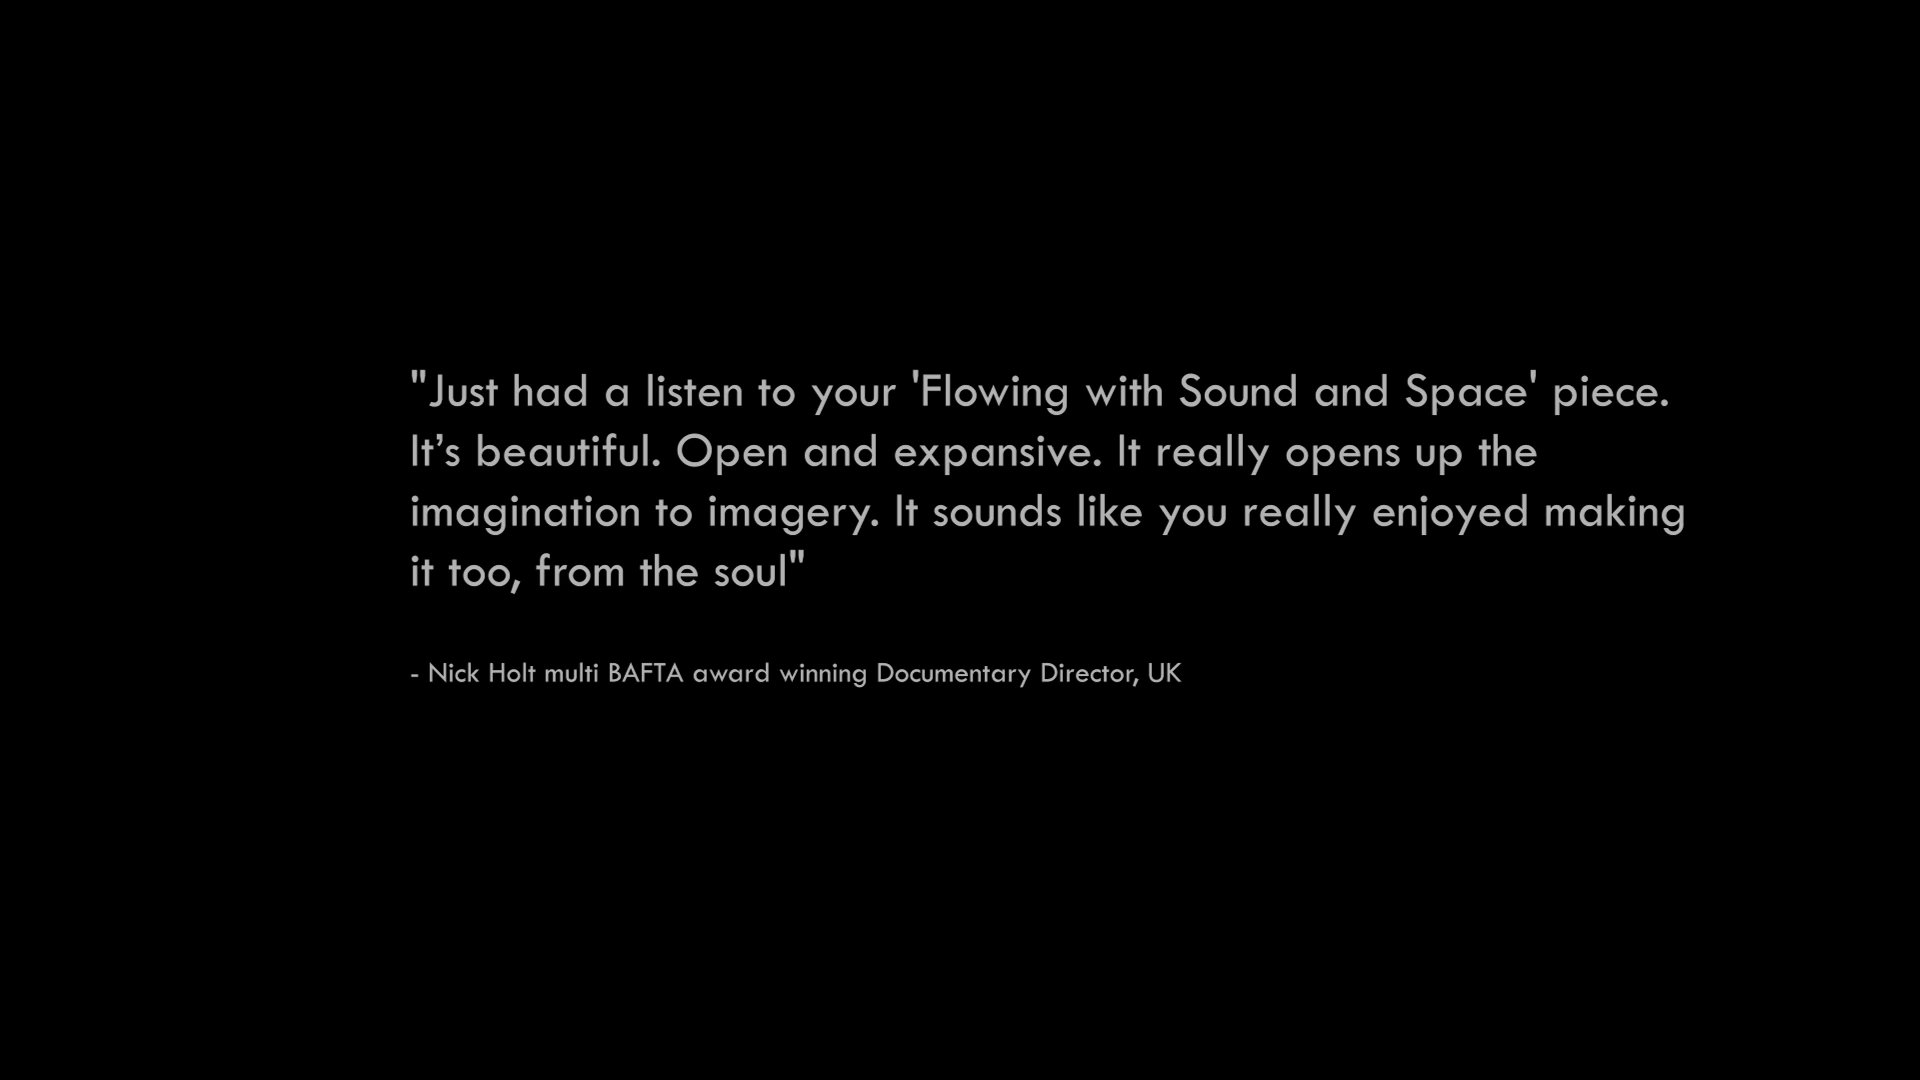 "Just had a listen to your 'Flowing with Sound and Space' piece.
It’s beautiful. Open and expansive. It really opens up the
imagination to imagery. It sounds like you really enjoyed making
it too, from the soul"
- Nick Holt multi BAFTA award winning Documentary Director, UK